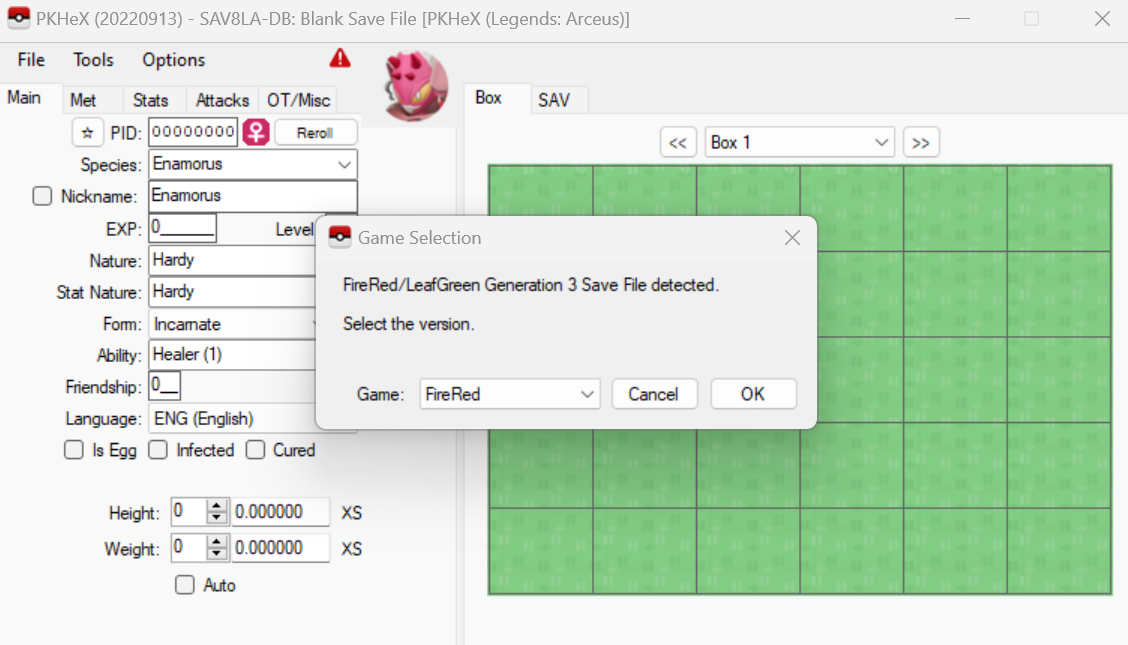 PKHeX (20220913) - SAV8LA-DB: Blank Save File [PKHeX (Legends: Arceus)]
File Tools Options
Main Met Stats Attacks OT/Misc
Box SAV
PID: 00000000 Reroll
<< Box 1 >>
Species: Enamorus
Nickname: Enamorus
EXP: 0 Level
Nature: Hardy
Stat Nature: Hardy
Form: Incarnate
Ability: Healer (1)
Friendship: 0
Language: ENG (English)
Is Egg Infected Cured
Height: 0 0.000000 XS
Weight: 0 0.000000 XS
Auto
Game Selection
FireRed/LeafGreen Generation 3 Save File detected.
Select the version.
Game: FireRed Cancel OK